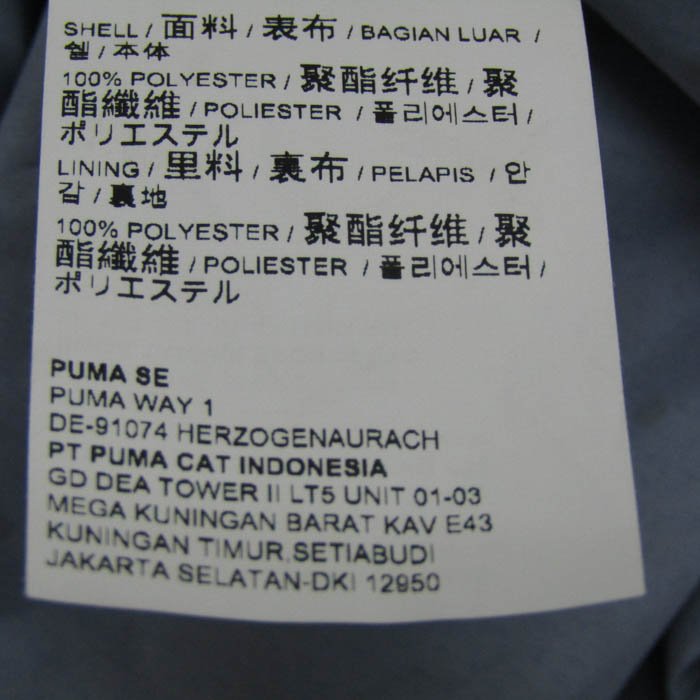 SHELL / 面料 / 表布 / BAGIAN LUAR /
쉘 / 本体
100% POLYESTER / 聚酯纤维 / 聚
酯纖維 / POLIESTER / 폴리에스터 /
ポリエステル
LINING / 里料 / 裏布 / PELAPIS / 안
감 / 裏地
100% POLYESTER / 聚酯纤维 / 聚
酯纖維 / POLIESTER / 폴리에스터 /
ポリエステル
PUMA SE
PUMA WAY 1
DE-91074 HERZOGENAURACH
PT PUMA CAT INDONESIA
GD DEA TOWER II LT5 UNIT 01-03
MEGA KUNINGAN BARAT KAV E43
KUNINGAN TIMUR.SETIABUDI
JAKARTA SELATAN-DKI 12950